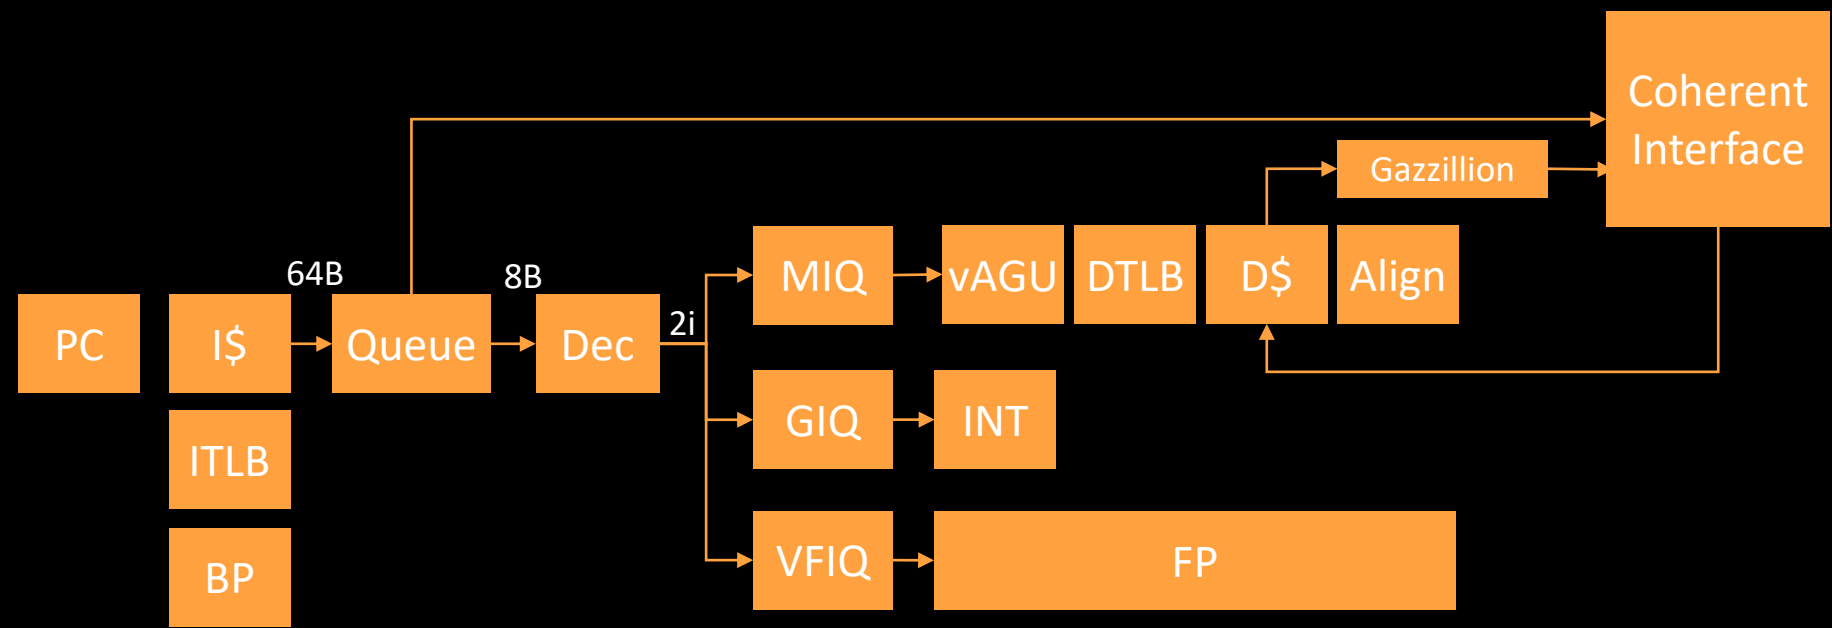 Coherent
Interface
Gazzillion
64B
8B
2i
MIQ
vAGU
DTLB
D$
Align
PC
I$
Queue
Dec
GIQ
INT
ITLB
VFIQ
FP
BP